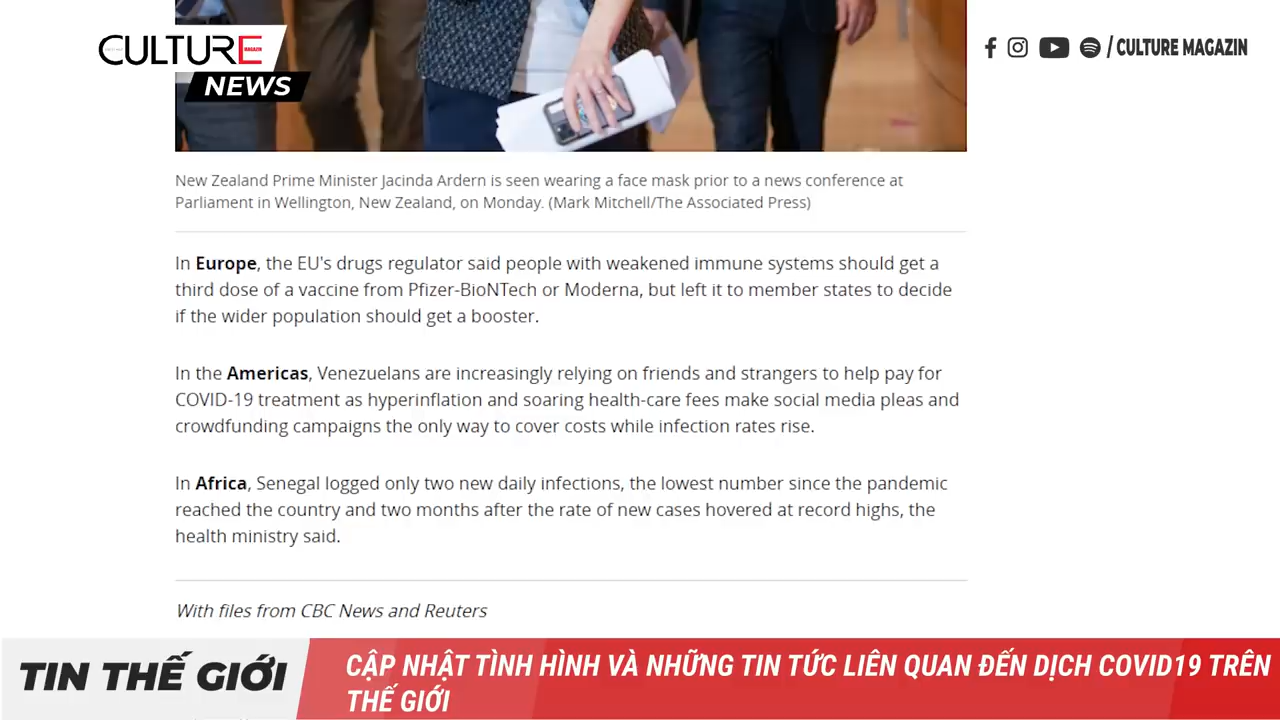 CULTURE
MAGAZIN
NEWS
/ CULTURE MAGAZIN
New Zealand Prime Minister Jacinda Ardern is seen wearing a face mask prior to a news conference at
Parliament in Wellington, New Zealand, on Monday. (Mark Mitchell/The Associated Press)
In Europe, the EU's drugs regulator said people with weakened immune systems should get a
third dose of a vaccine from Pfizer-BioNTech or Moderna, but left it to member states to decide
if the wider population should get a booster.
In the Americas, Venezuelans are increasingly relying on friends and strangers to help pay for
COVID-19 treatment as hyperinflation and soaring health-care fees make social media pleas and
crowdfunding campaigns the only way to cover costs while infection rates rise.
In Africa, Senegal logged only two new daily infections, the lowest number since the pandemic
reached the country and two months after the rate of new cases hovered at record highs, the
health ministry said.
With files from CBC News and Reuters
TIN THẾ GIỚI
CẬP NHẬT TÌNH HÌNH VÀ NHỮNG TIN TỨC LIÊN QUAN ĐẾN DỊCH COVID19 TRÊN
THẾ GIỚI